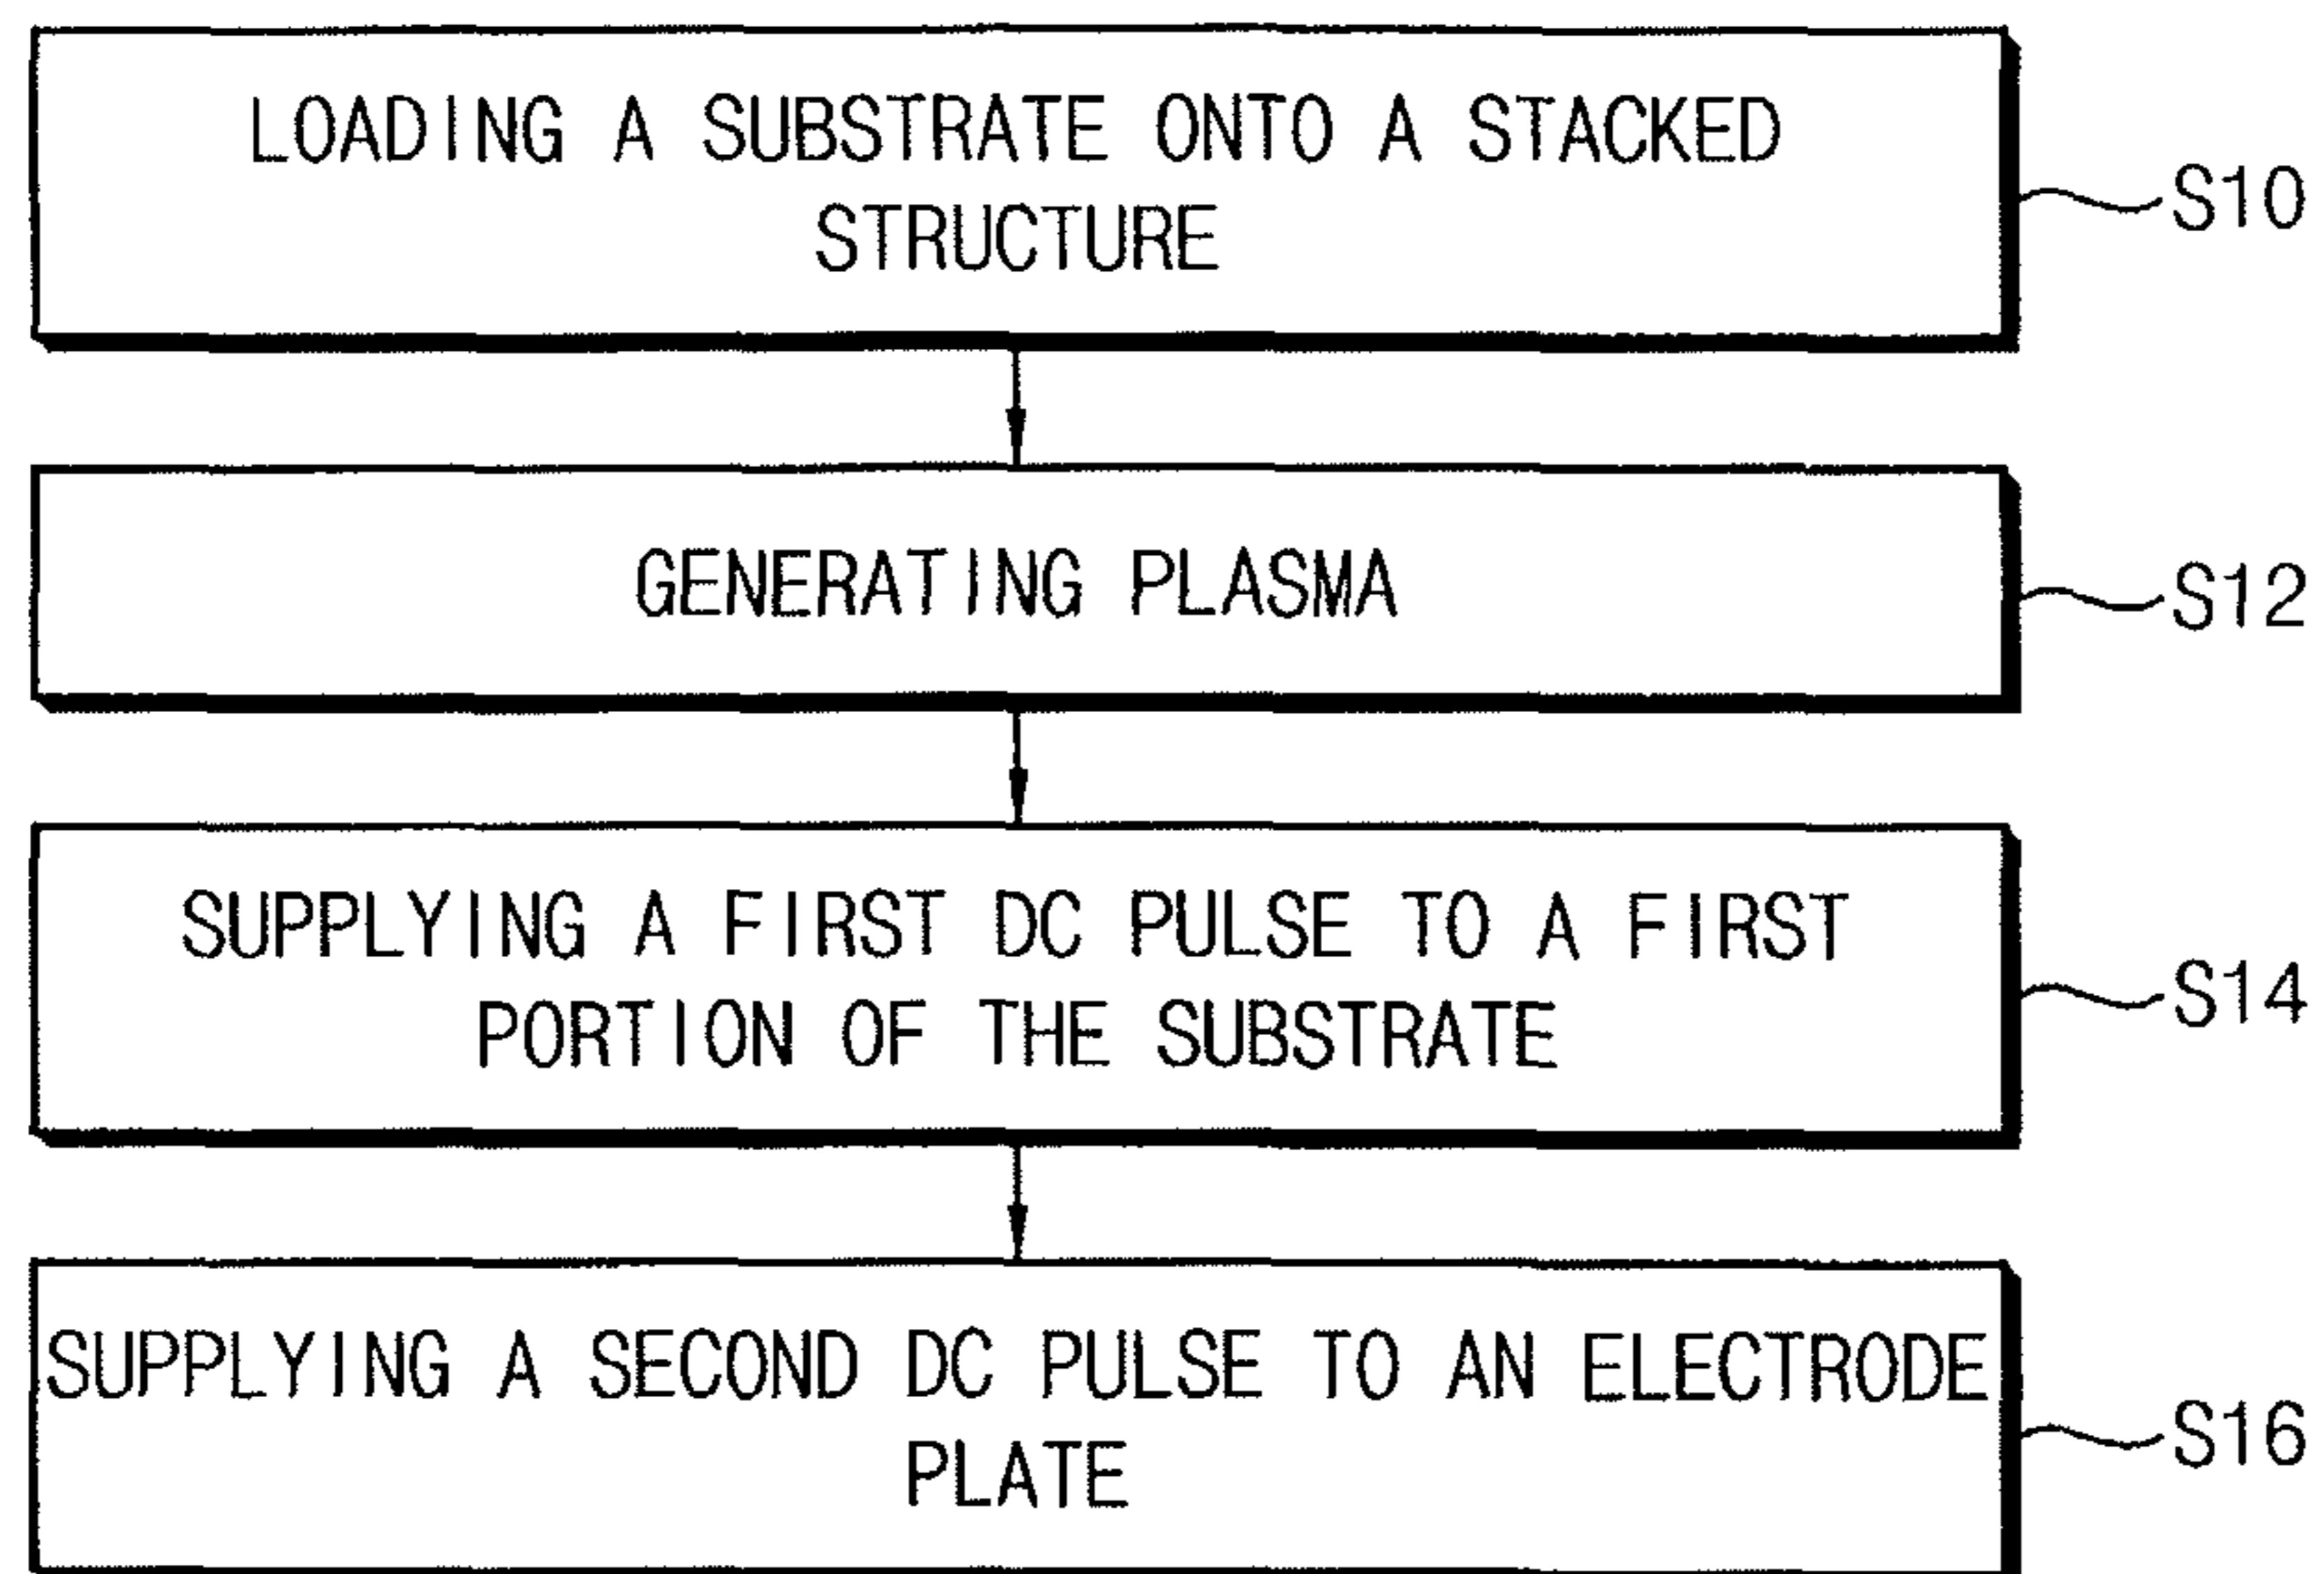 LOADING A SUBSTRATE ONTO A STACKED
STRUCTURE
S10
GENERATING PLASMA
S12
SUPPLYING A FIRST DC PULSE TO A FIRST
PORTION OF THE SUBSTRATE
S14
SUPPLYING A SECOND DC PULSE TO AN ELECTRODE
PLATE
S16